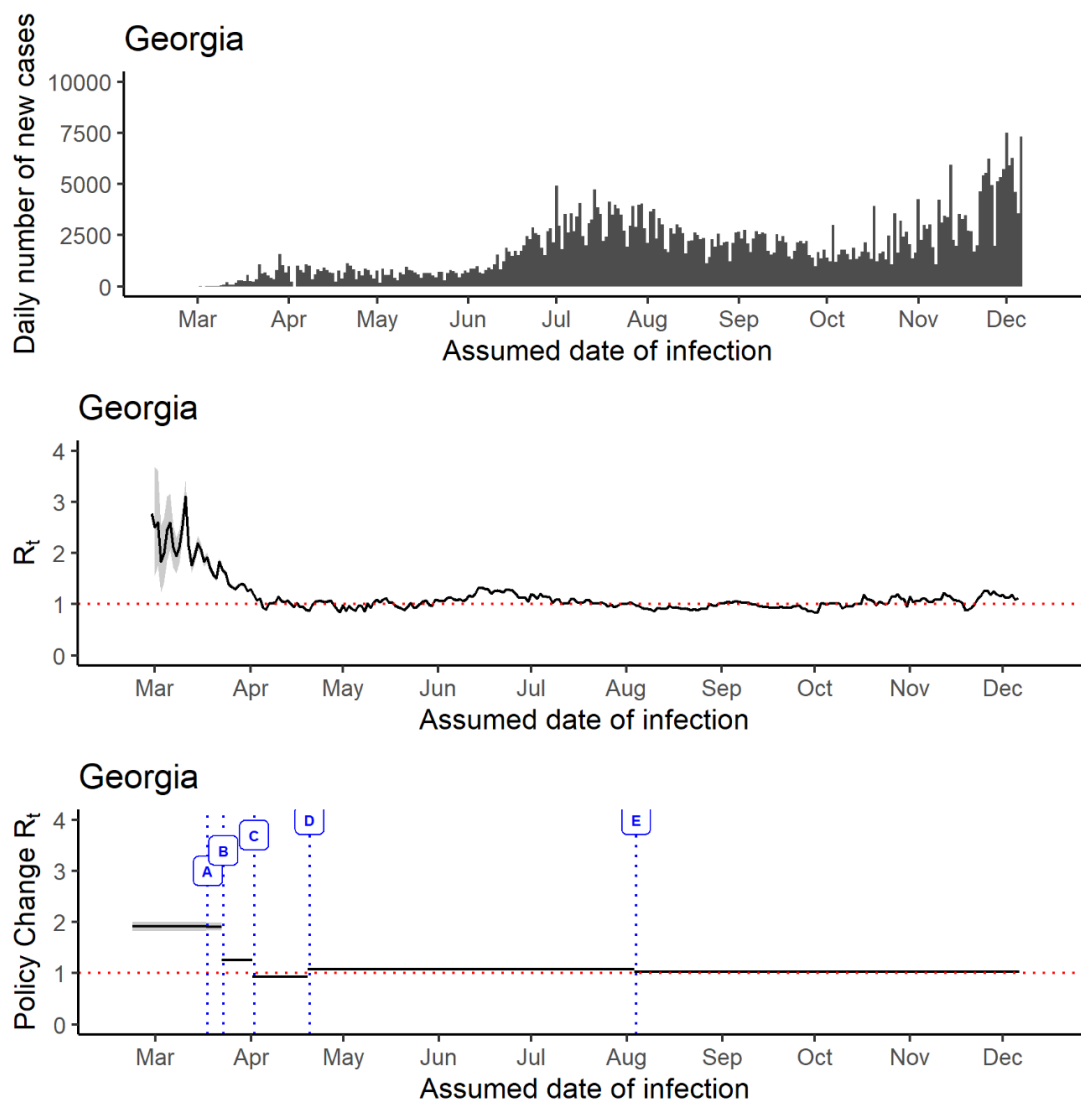 Georgia
Daily number of new cases
10000
7500
5000
2500
0
Mar Apr May Jun Jul Aug Sep Oct Nov Dec
Assumed date of infection
Georgia
Rt
4
3
2
1
0
Mar Apr May Jun Jul Aug Sep Oct Nov Dec
Assumed date of infection
Georgia
Policy Change Rt
4
3
2
1
0
A
B
C
D
E
Mar Apr May Jun Jul Aug Sep Oct Nov Dec
Assumed date of infection